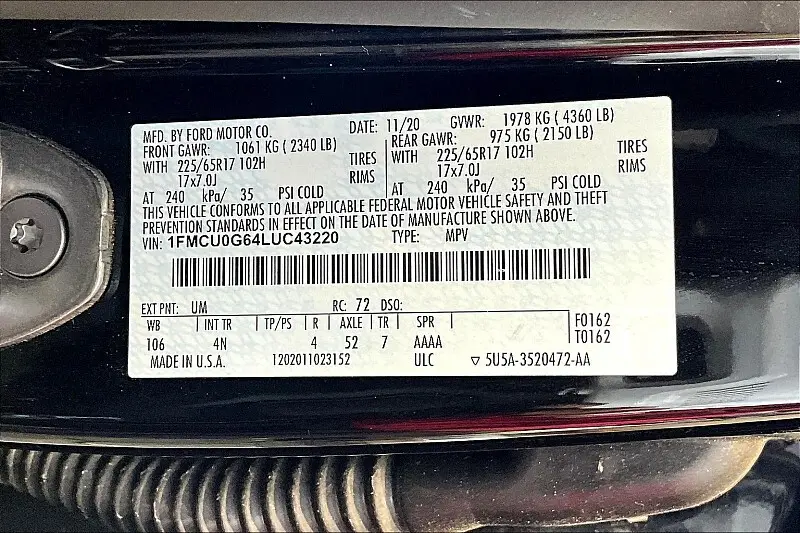 MFD. BY FORD MOTOR CO. DATE: 11/20 GVWR: 1978 KG ( 4360 LB)
FRONT GAWR: 1061 KG ( 2340 LB) REAR GAWR: 975 KG ( 2150 LB)
WITH 225/65R17 102H TIRES WITH 225/65R17 102H TIRES
17x7.0J RIMS 17x7.0J RIMS
AT 240 kPa/ 35 PSI COLD AT 240 kPa/ 35 PSI COLD
THIS VEHICLE CONFORMS TO ALL APPLICABLE FEDERAL MOTOR VEHICLE SAFETY AND THEFT
PREVENTION STANDARDS IN EFFECT ON THE DATE OF MANUFACTURE SHOWN ABOVE.
VIN: 1FMCU0G64LUC43220 TYPE: MPV
EXT PNT: UM RC: 72 DSO:
WB INT TR TP/PS R AXLE TR SPR F0162
106 4N 4 52 7 AAAA T0162
MADE IN U.S.A. 1202011023152 ULC ▽ 5U5A-3520472-AA